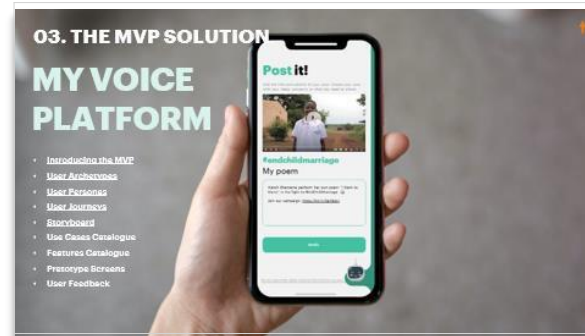 03. THE MVP SOLUTION
MY VOICE
PLATFORM
Introducing the MVP
User Archetypes
User Personas
User Journeys
Storyboard
Use Cases Catalogue
Features Catalogue
Prototype Screens
User Feedback
Post it!
#endchildmarriage
My poem